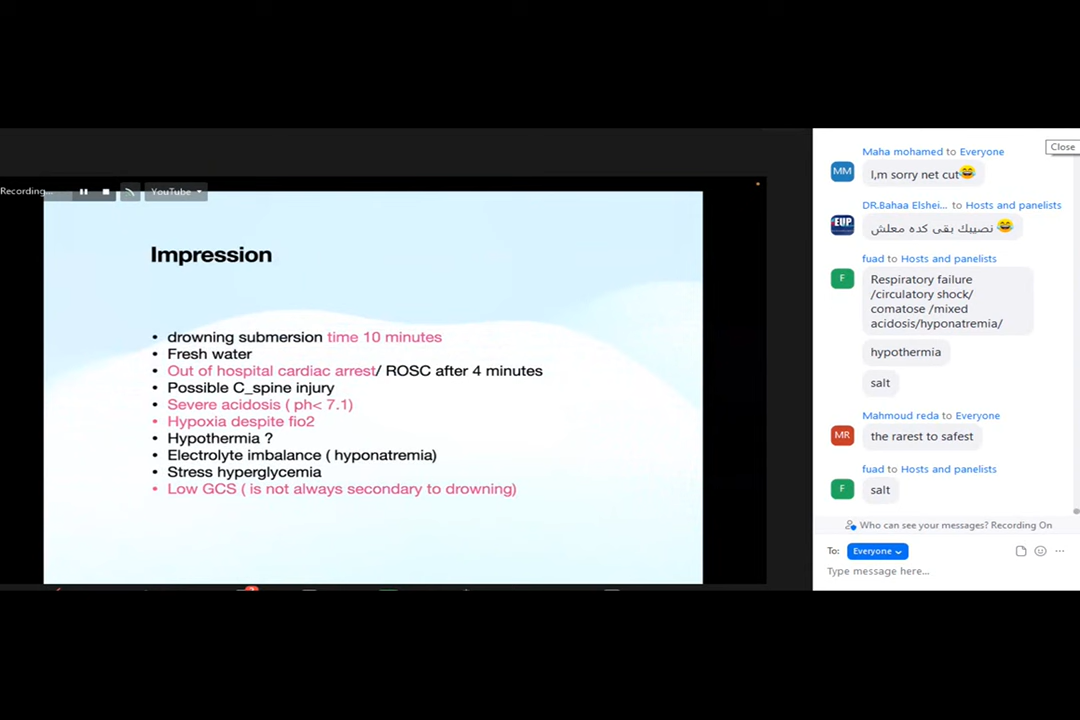 Recording...
YouTube
Impression
• drowning submersion time 10 minutes
• Fresh water
• Out of hospital cardiac arrest/ ROSC after 4 minutes
• Possible C_spine injury
• Severe acidosis ( ph< 7.1)
• Hypoxia despite fio2
• Hypothermia ?
• Electrolyte imbalance ( hyponatremia)
• Stress hyperglycemia
• Low GCS ( is not always secondary to drowning)
Close
Maha mohamed to Everyone
MM
I,m sorry net cut😂
DR.Bahaa Elshei... to Hosts and panelists
EUP
نصيبك بقى كده معلش 😂
fuad to Hosts and panelists
F
Respiratory failure
/circulatory shock/
comatose /mixed
acidosis/hyponatremia/
hypothermia
salt
Mahmoud reda to Everyone
MR
the rarest to safest
fuad to Hosts and panelists
F
salt
Who can see your messages? Recording On
To: Everyone
Type message here...